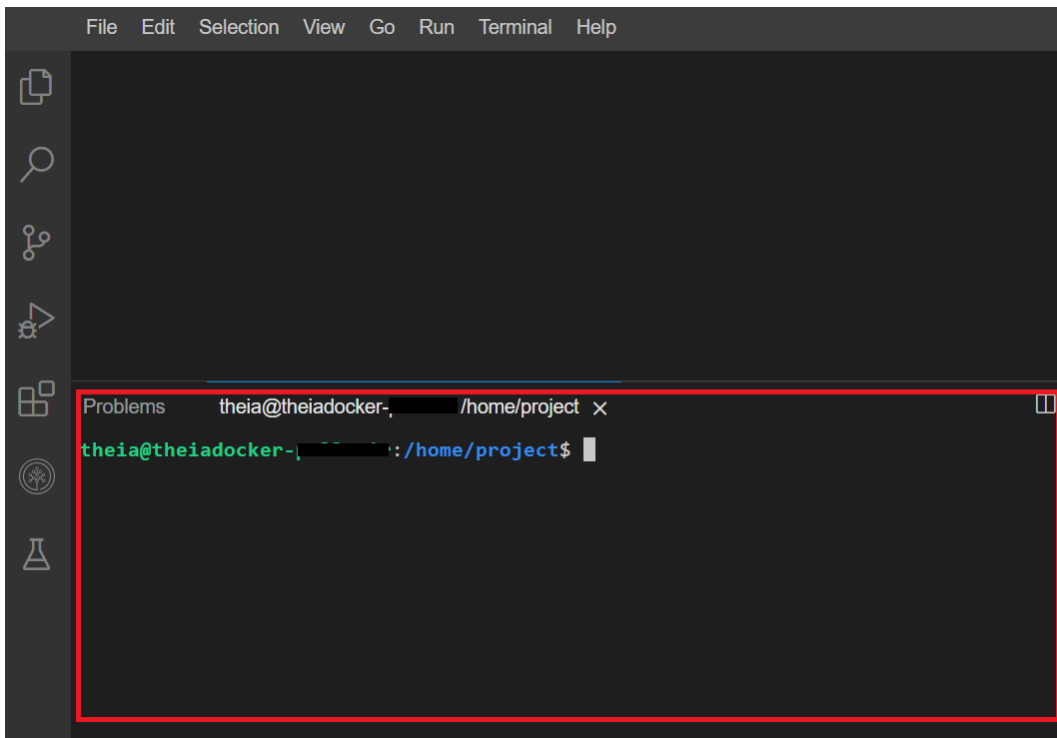 File Edit Selection View Go Run Terminal Help
Problems theia@theiadocker- /home/project ×
theia@theiadocker- :/home/project$